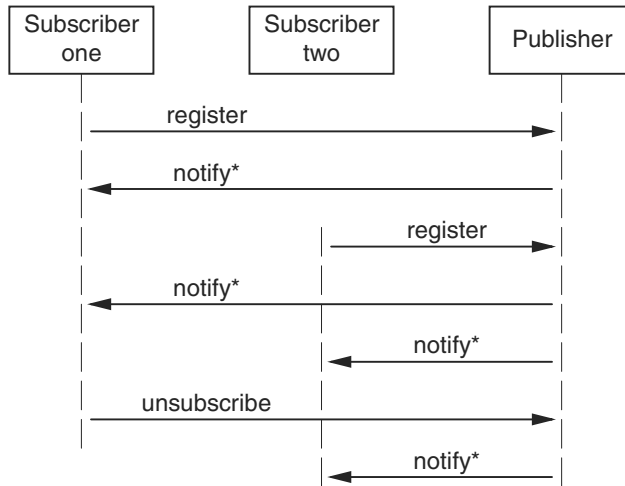 Subscriber
one
Subscriber
two
Publisher
register
notify*
register
notify*
notify*
unsubscribe
notify*